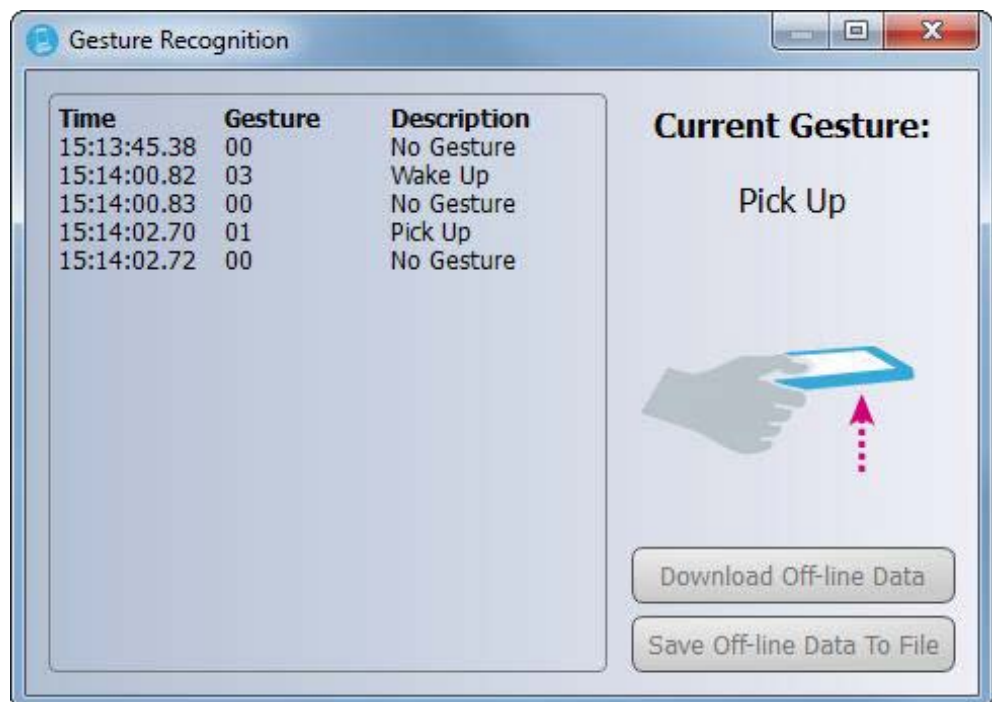 Gesture Recognition
Time Gesture Description
15:13:45.38 00 No Gesture
15:14:00.82 03 Wake Up
15:14:00.83 00 No Gesture
15:14:02.70 01 Pick Up
15:14:02.72 00 No Gesture
Current Gesture:
Pick Up
Download Off-line Data
Save Off-line Data To File